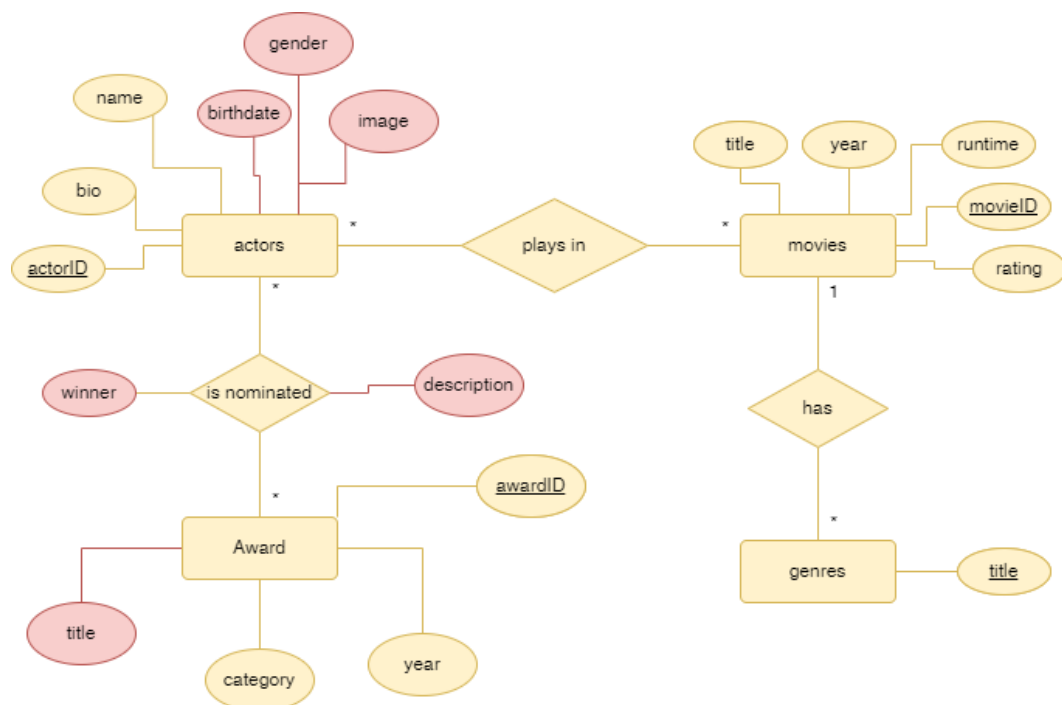 gender
name
birthdate
image
title
year
runtime
bio
movieID
*
*
actors
plays in
movies
actorID
rating
*
1
winner
is nominated
description
has
awardID
*
*
Award
genres
title
title
category
year